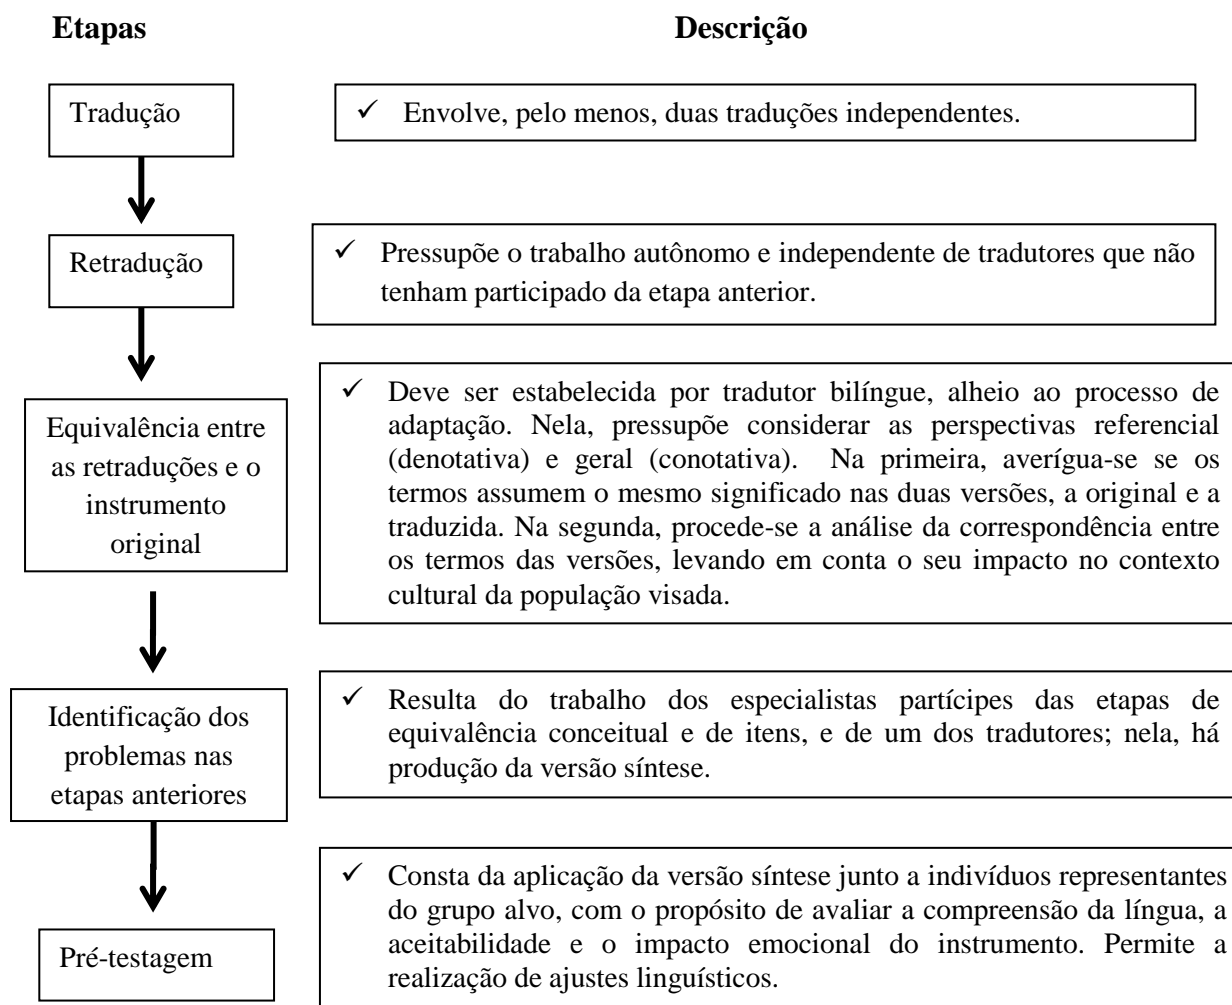 Etapas
Descrição
Tradução
✓ Envolve, pelo menos, duas traduções independentes.
Retradução
✓ Pressupõe o trabalho autônomo e independente de tradutores que não
tenham participado da etapa anterior.
Equivalência entre
as retraduções e o
instrumento
original
✓ Deve ser estabelecida por tradutor bilíngue, alheio ao processo de
adaptação. Nela, pressupõe considerar as perspectivas referencial
(denotativa) e geral (conotativa). Na primeira, averígua-se se os
termos assumem o mesmo significado nas duas versões, a original e a
traduzida. Na segunda, procede-se a análise da correspondência entre
os termos das versões, levando em conta o seu impacto no contexto
cultural da população visada.
Identificação dos
problemas nas
etapas anteriores
✓ Resulta do trabalho dos especialistas partícipes das etapas de
equivalência conceitual e de itens, e de um dos tradutores; nela, há
produção da versão síntese.
Pré-testagem
✓ Consta da aplicação da versão síntese junto a indivíduos representantes
do grupo alvo, com o propósito de avaliar a compreensão da língua, a
aceitabilidade e o impacto emocional do instrumento. Permite a
realização de ajustes linguísticos.